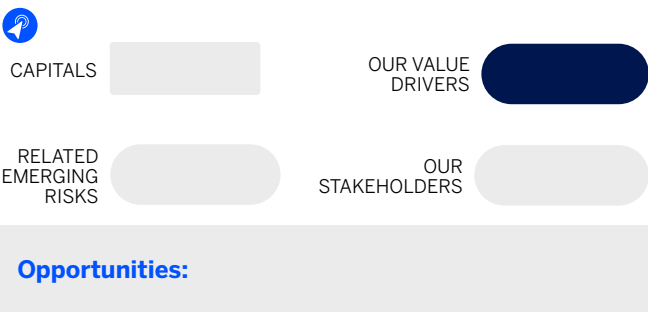 CAPITALS
OUR VALUE
DRIVERS
RELATED
EMERGING
RISKS
OUR
STAKEHOLDERS
Opportunities: